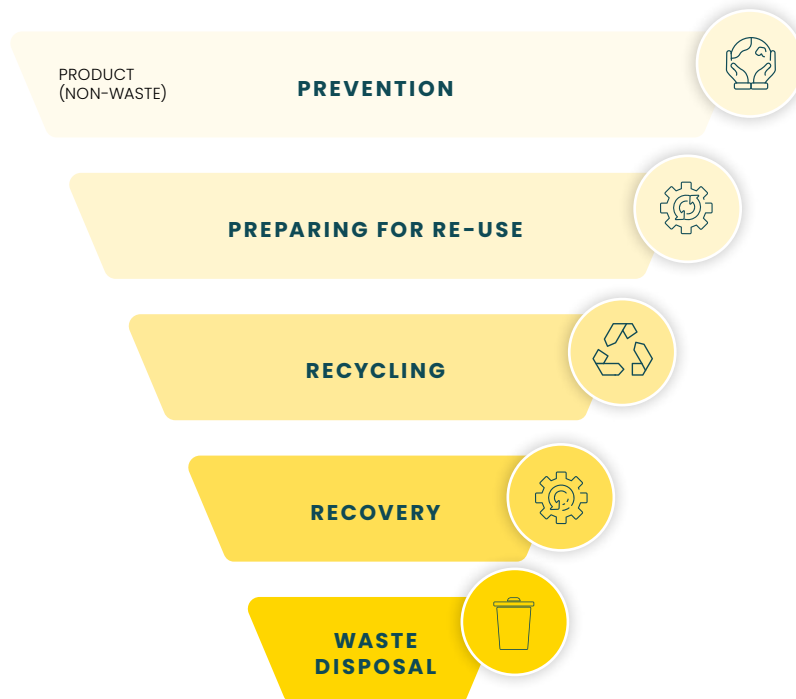 PRODUCT
(NON-WASTE)
PREVENTION
PREPARING FOR RE-USE
RECYCLING
RECOVERY
WASTE
DISPOSAL